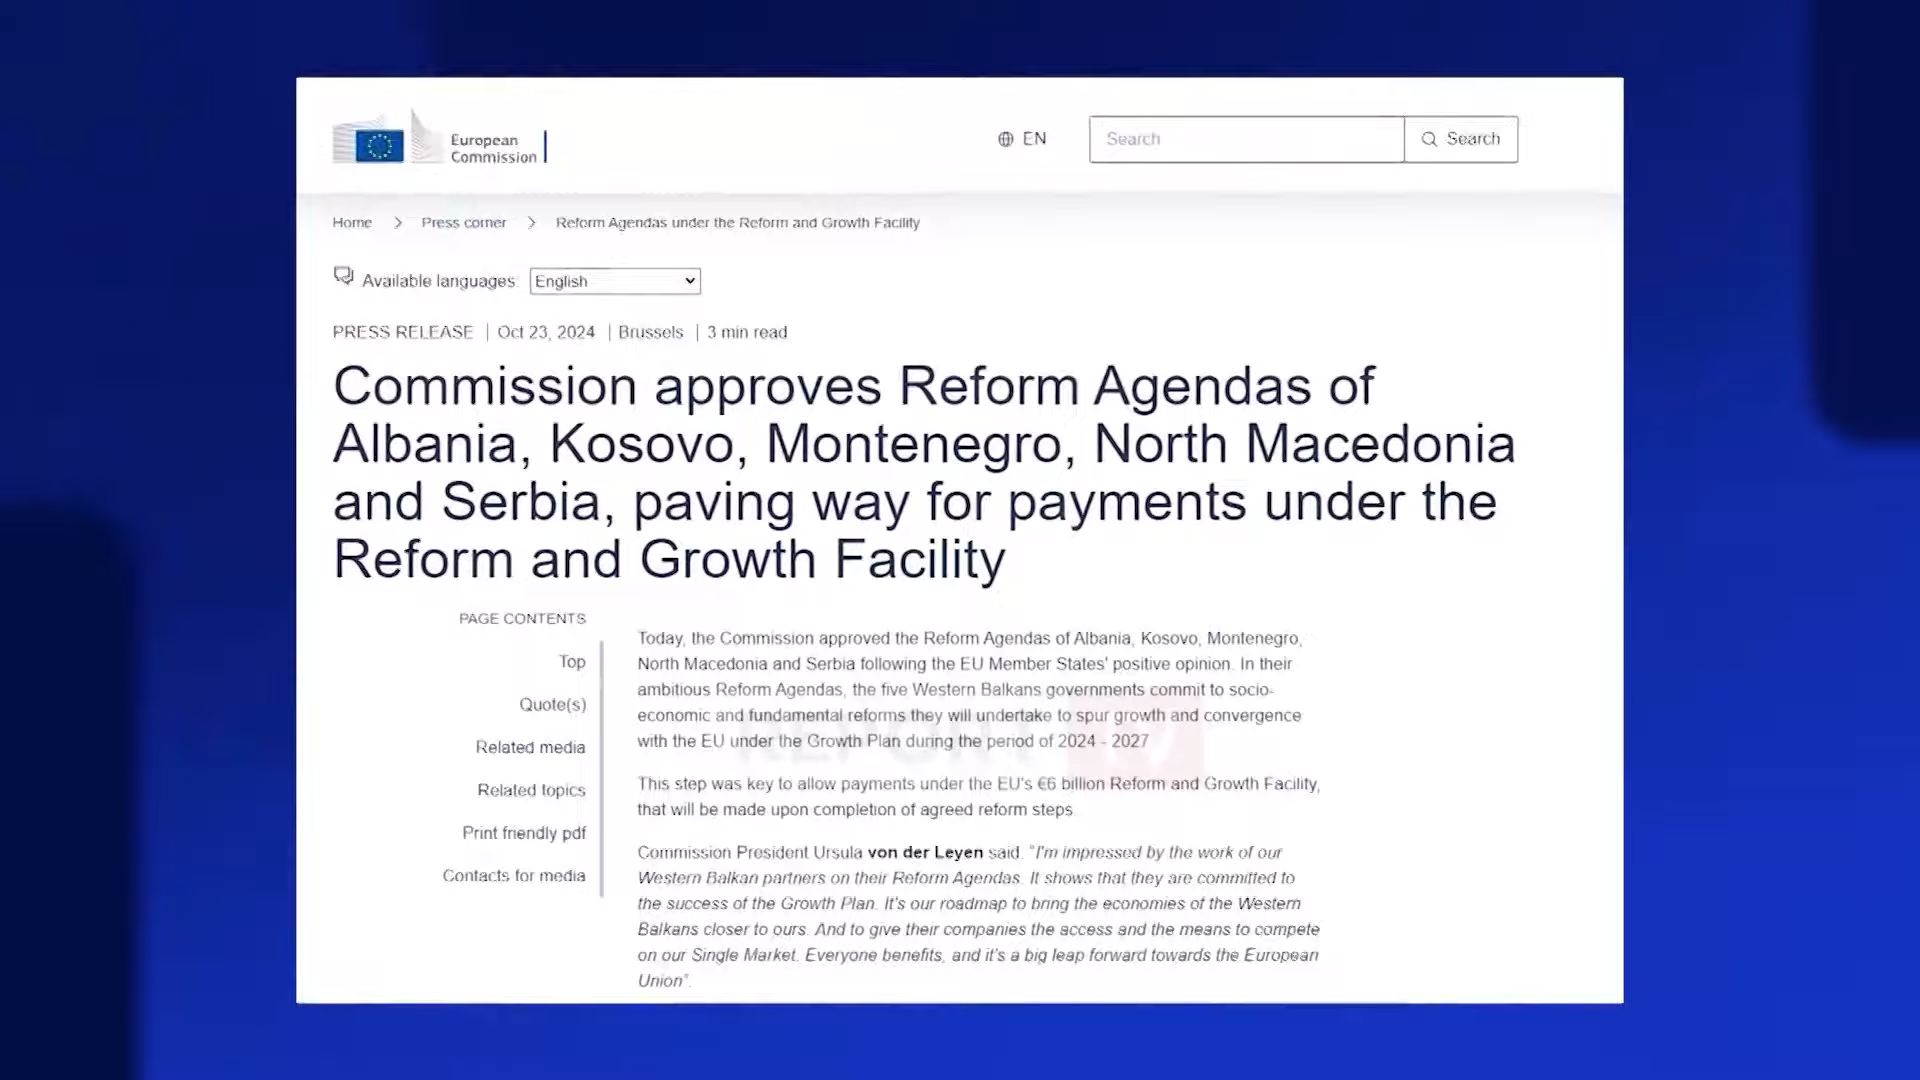 European
Commission
EN
Search
Search
Home > Press corner > Reform Agendas under the Reform and Growth Facility
Available languages: English
PRESS RELEASE | Oct 23, 2024 | Brussels | 3 min read
Commission approves Reform Agendas of
Albania, Kosovo, Montenegro, North Macedonia
and Serbia, paving way for payments under the
Reform and Growth Facility
PAGE CONTENTS
Top
Quote(s)
Related media
Related topics
Print friendly pdf
Contacts for media
Today, the Commission approved the Reform Agendas of Albania, Kosovo, Montenegro,
North Macedonia and Serbia following the EU Member States' positive opinion. In their
ambitious Reform Agendas, the five Western Balkans governments commit to socio-
economic and fundamental reforms they will undertake to spur growth and convergence
with the EU under the Growth Plan during the period of 2024 - 2027
This step was key to allow payments under the EU's €6 billion Reform and Growth Facility,
that will be made upon completion of agreed reform steps
Commission President Ursula von der Leyen said: "I'm impressed by the work of our
Western Balkan partners on their Reform Agendas. It shows that they are committed to
the success of the Growth Plan. It's our roadmap to bring the economies of the Western
Balkans closer to ours. And to give their companies the access and the means to compete
on our Single Market. Everyone benefits, and it's a big leap forward towards the European
Union".
REPORT